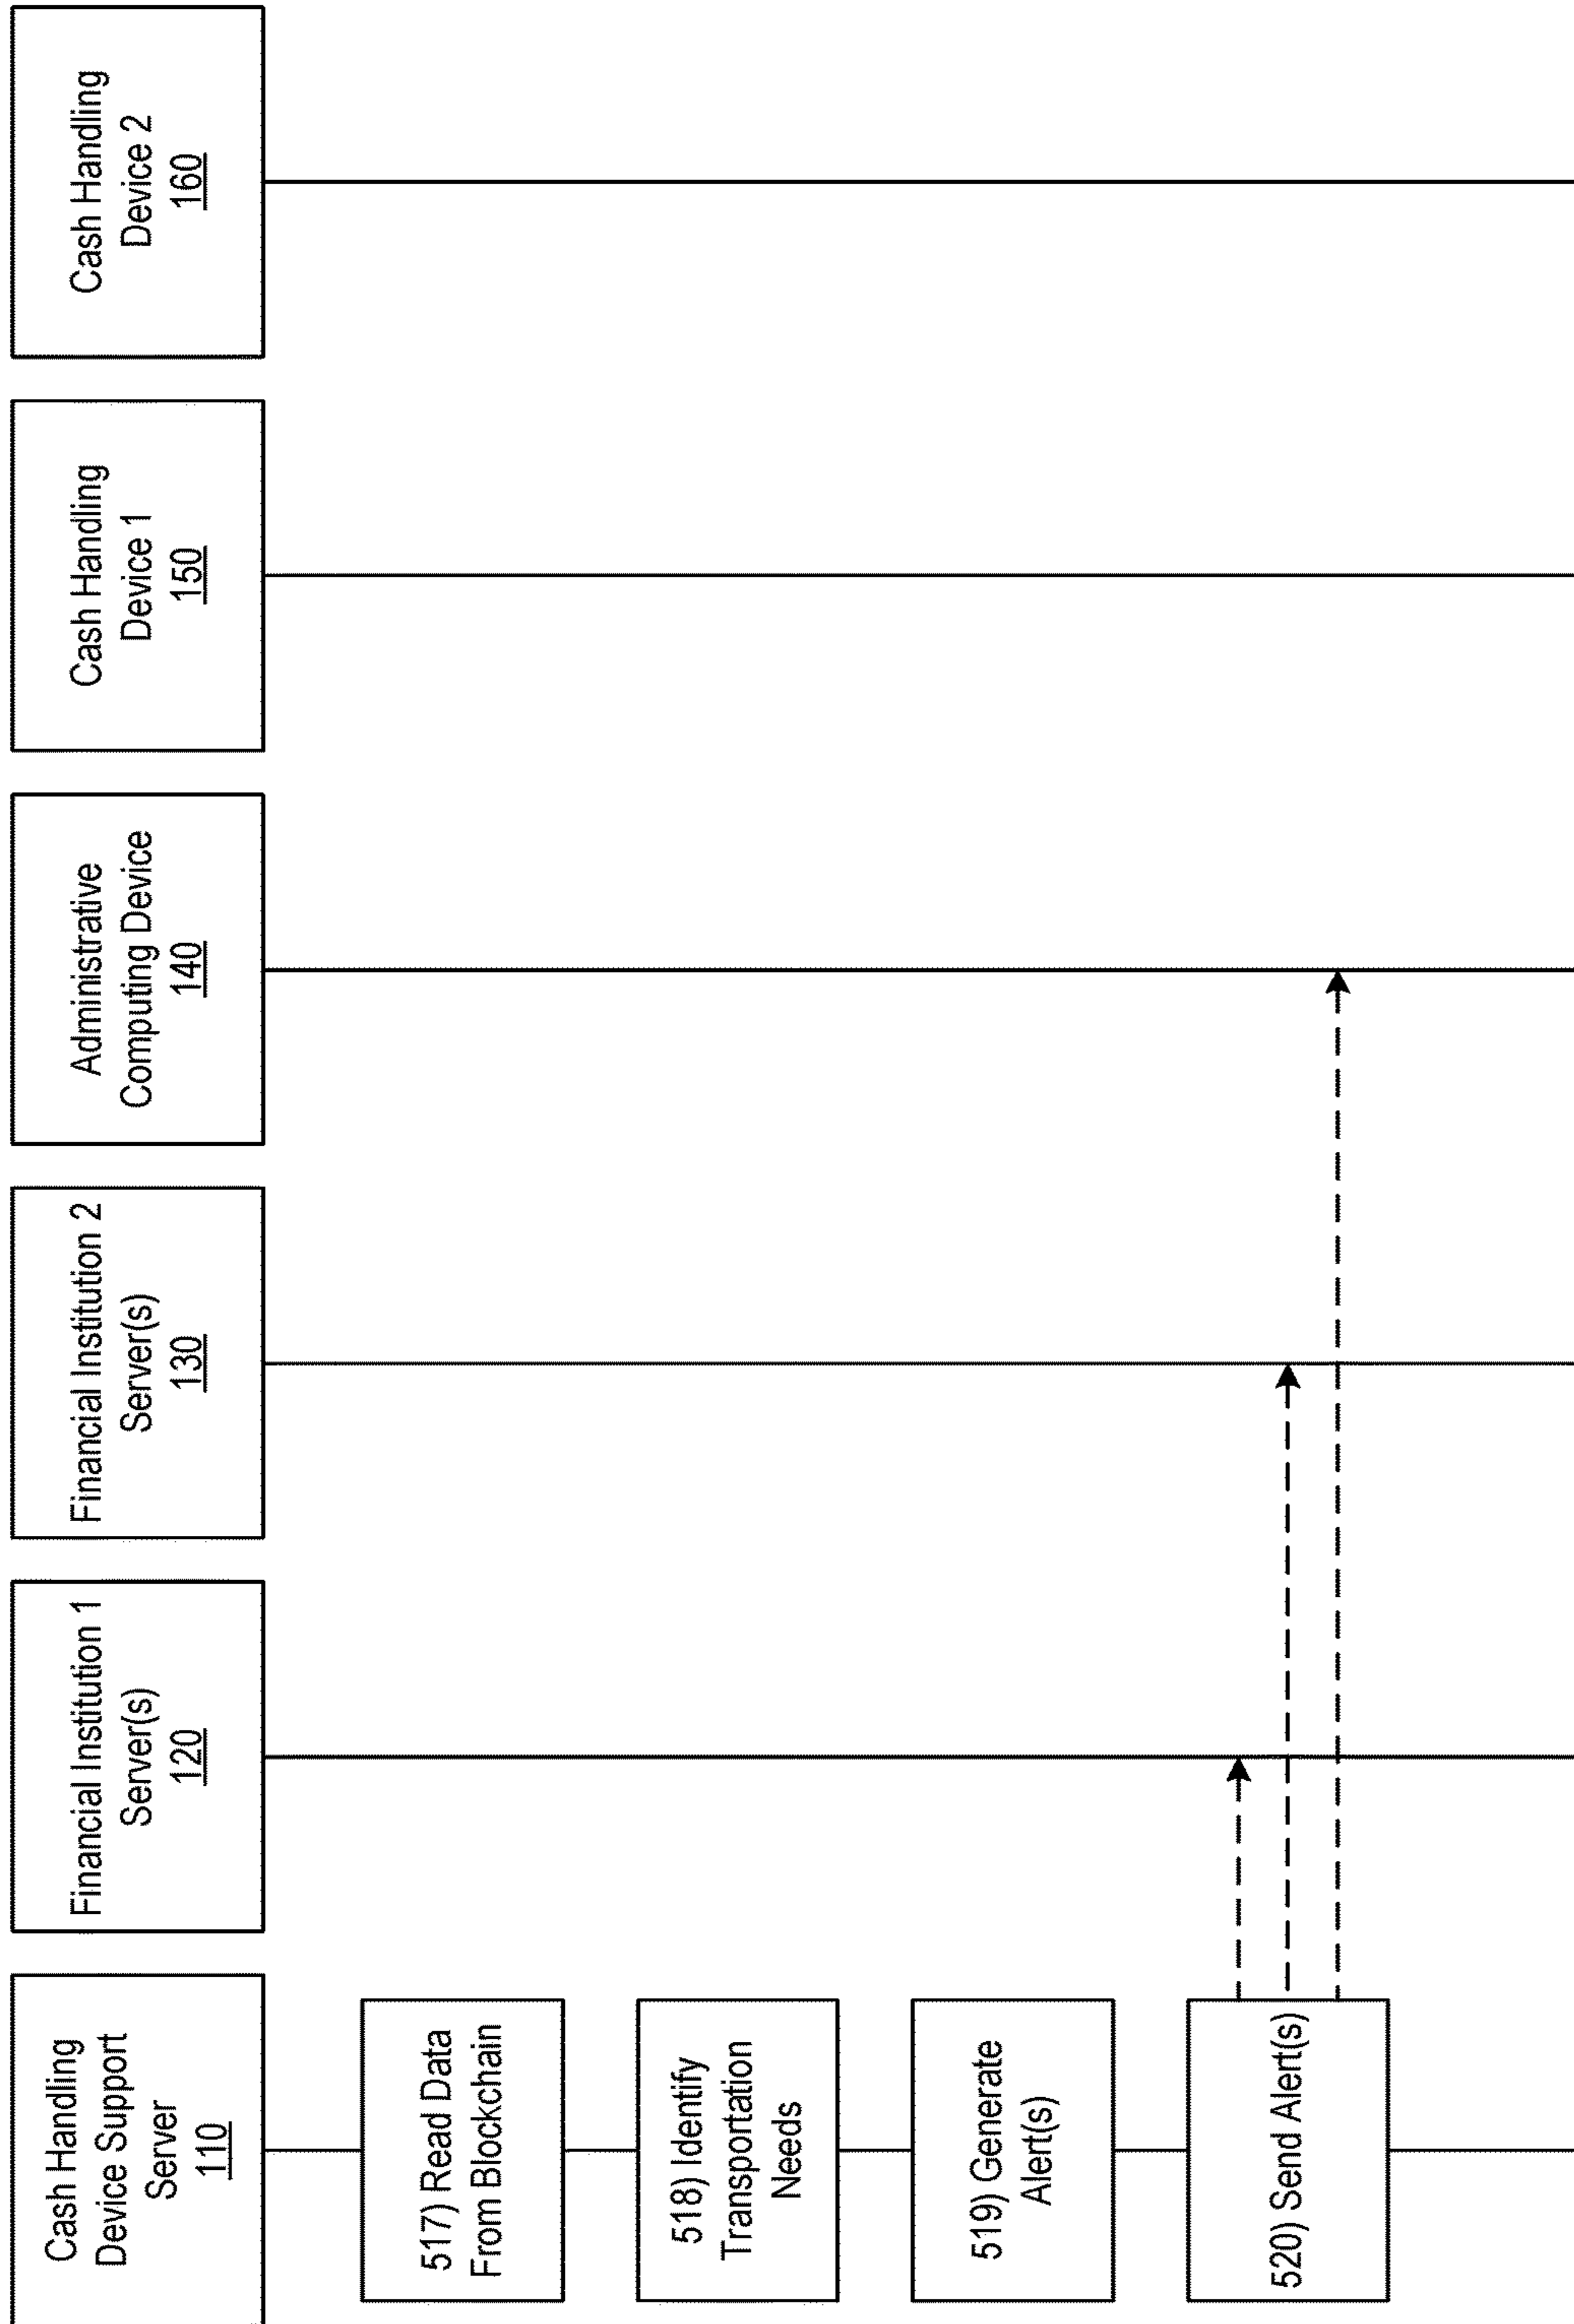 Cash Handling
Device Support
Server
110
Financial Institution 1
Server(s)
120
Financial Institution 2
Server(s)
130
Administrative
Computing Device
140
Cash Handling
Device 1
150
Cash Handling
Device 2
160
517) Read Data
From Blockchain
518) Identify
Transportation
Needs
519) Generate
Alert(s)
520) Send Alert(s)